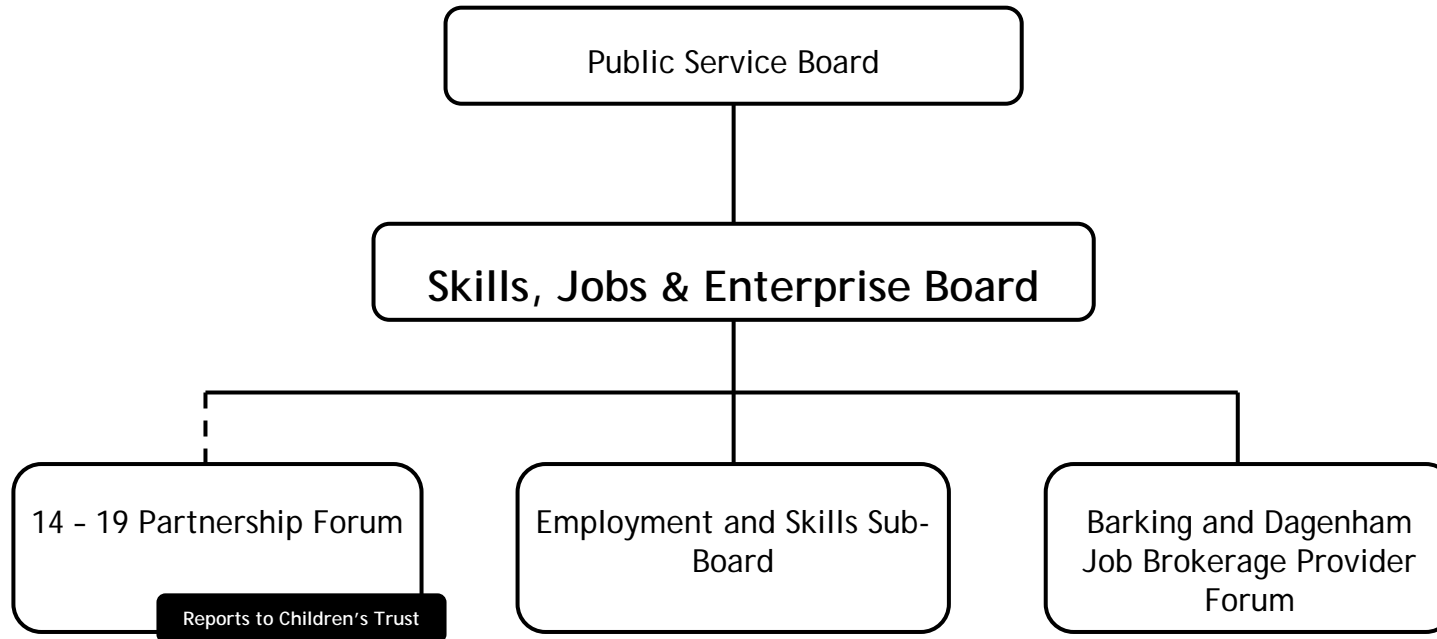 Public Service Board
Skills, Jobs & Enterprise Board
14 – 19 Partnership Forum
Reports to Children's Trust
Employment and Skills Sub-
Board
Barking and Dagenham
Job Brokerage Provider
Forum